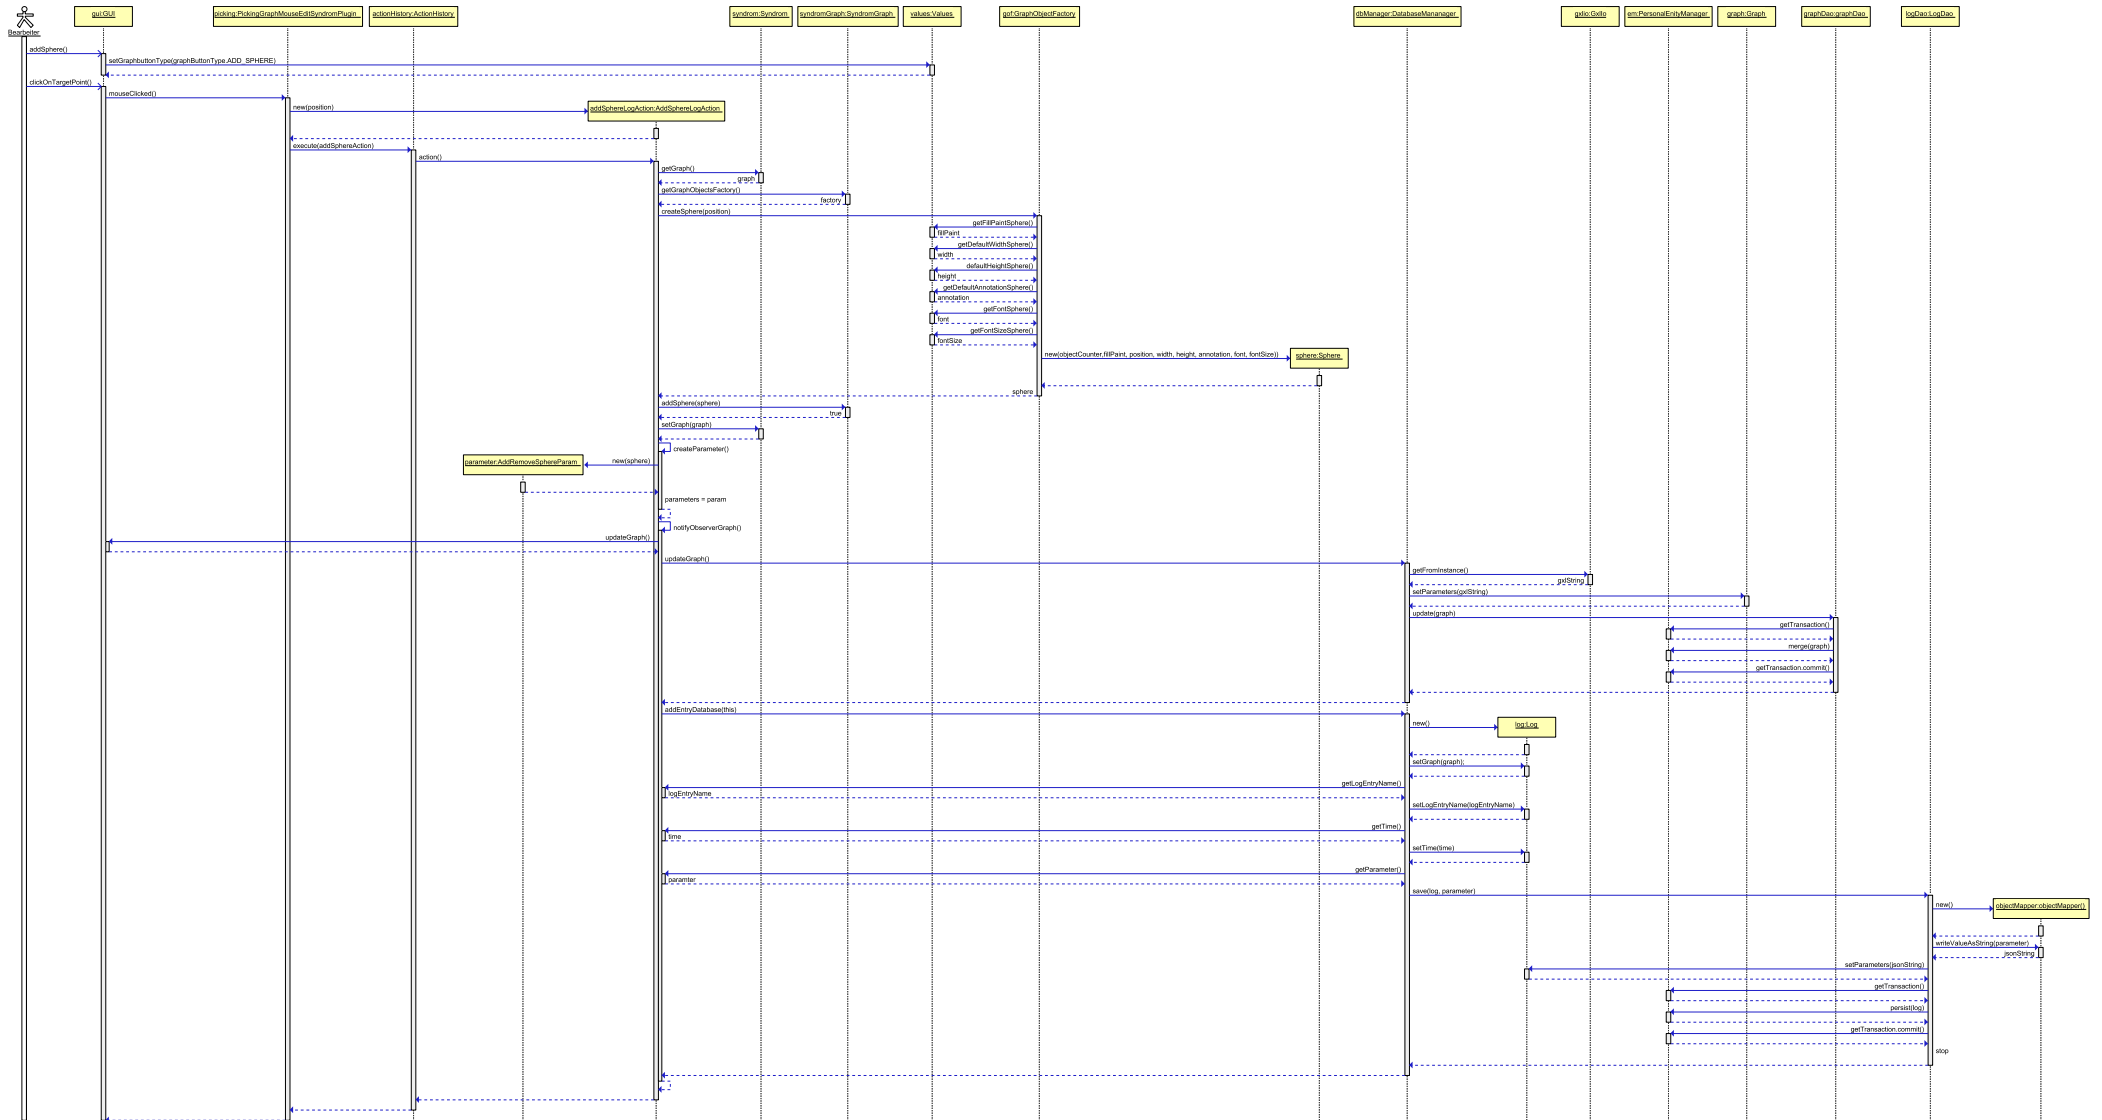 gui:GUI
picking:PickingGraphMouseEditSyndromPlugin
actionHistory:ActionHistory
syndrom:Syndrom
syndromGraph:SyndromGraph
values:Values
gof:GraphObjectFactory
dbManager:DatabaseMananager
gxlio:GxlIo
em:PersonalEnityManager
graph:Graph
graphDao:graphDao
logDao:LogDao
Bearbeiter
addSphere()
setGraphbuttonType(graphButtonType.ADD_SPHERE)
clickOnTargetPoint()
mouseClicked()
new(position)
addSphereLogAction:AddSphereLogAction
execute(addSphereAction)
action()
getGraph()
graph
getGraphObjectsFactory()
factory
createSphere(position)
getFillPaintSphere()
fillPaint
getDefaultWidthSphere()
width
defaultHeightSphere()
height
getDefaultAnnotationSphere()
annotation
getFontSphere()
font
getFontSizeSphere()
fontSize
new(objectCounter,fillPaint, position, width, height, annotation, font, fontSize))
sphere:Sphere
sphere
addSphere(sphere)
true
setGraph(graph)
createParameter()
parameter:AddRemoveSphereParam
new(sphere)
parameters = param
notifyObserverGraph()
updateGraph()
updateGraph()
getFromInstance()
gxlString
setParameters(gxlString)
update(graph)
getTransaction()
merge(graph)
getTransaction.commit()
addEntryDatabase(this)
new()
log:Log
setGraph(graph);
getLogEntryName()
logEntryName
setLogEntryName(logEntryName)
getTime()
time
setTime(time)
getParameter()
paramter
save(log, parameter)
new()
objectMapper:objectMapper()
writeValueAsString(parameter)
jsonString
setParameters(jsonString)
getTransaction()
persist(log)
getTransaction.commit()
stop